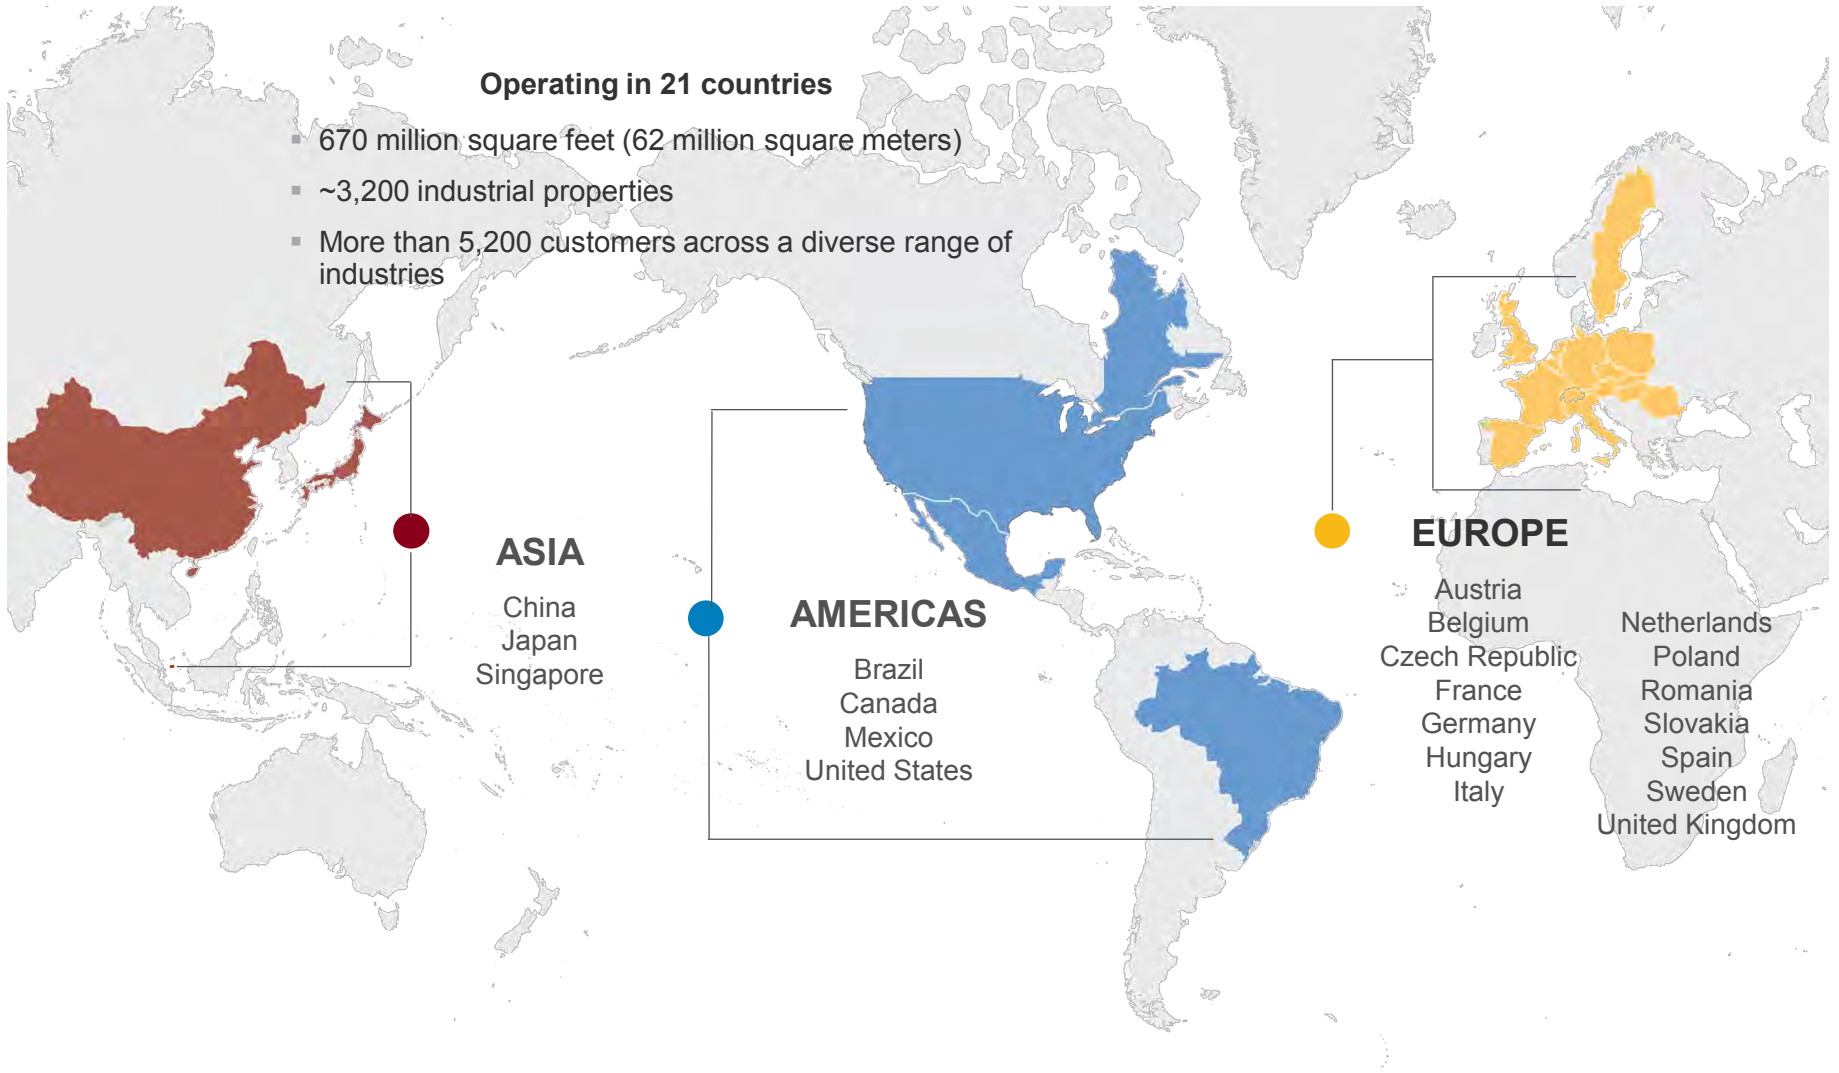 Operating in 21 countries
▪ 670 million square feet (62 million square meters)
▪ ~3,200 industrial properties
▪ More than 5,200 customers across a diverse range of
industries
ASIA
China
Japan
Singapore
AMERICAS
Brazil
Canada
Mexico
United States
EUROPE
Austria
Belgium
Czech Republic
France
Germany
Hungary
Italy
Netherlands
Poland
Romania
Slovakia
Spain
Sweden
United Kingdom